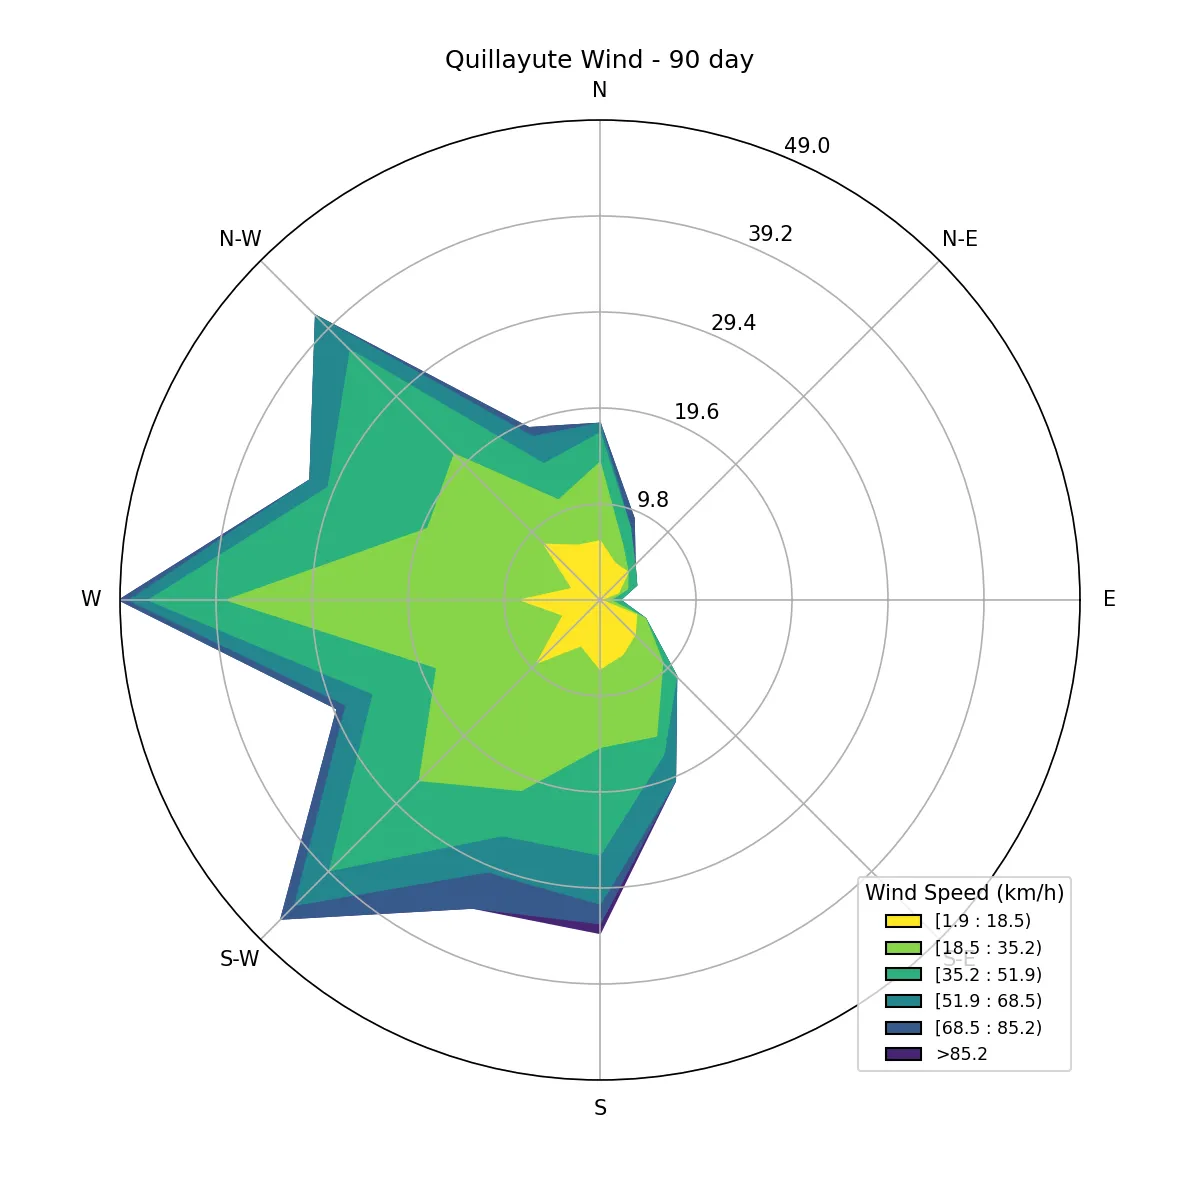 Quillayute Wind - 90 day
N
49.0
N-W
39.2
N-E
29.4
19.6
9.8
W
E
S-W
S-E
S
Wind Speed (km/h)
[1.9 : 18.5)
[18.5 : 35.2)
[35.2 : 51.9)
[51.9 : 68.5)
[68.5 : 85.2)
>85.2